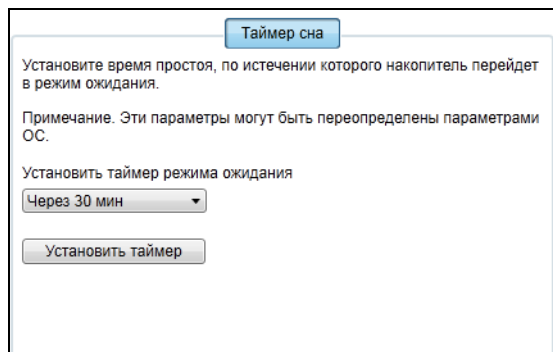 Таймер сна
Установите время простоя, по истечении которого накопитель перейдет
в режим ожидания.
Примечание. Эти параметры могут быть переопределены параметрами
ОС.
Установить таймер режима ожидания
Через 30 мин
Установить таймер